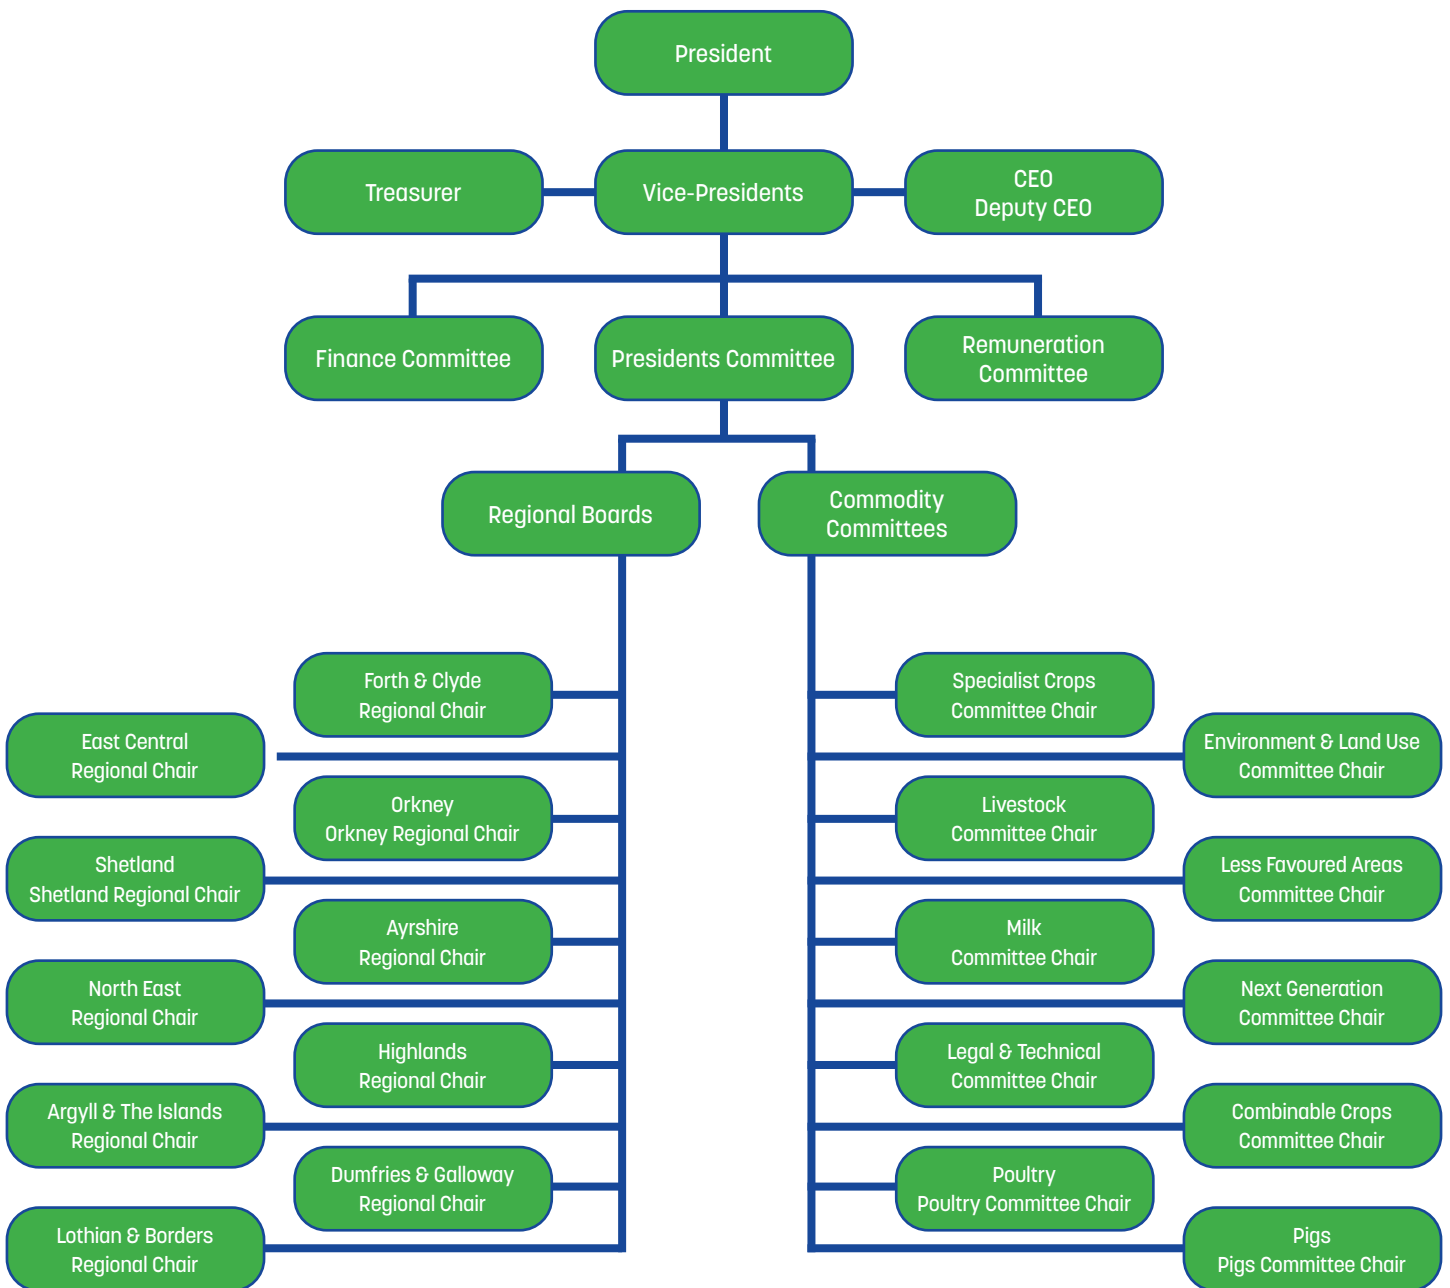 President
Treasurer
Vice-Presidents
CEO
Deputy CEO
Finance Committee
Presidents Committee
Remuneration
Committee
Regional Boards
Commodity
Committees
Forth & Clyde
Regional Chair
East Central
Regional Chair
Orkney
Orkney Regional Chair
Shetland
Shetland Regional Chair
Ayrshire
Regional Chair
North East
Regional Chair
Highlands
Regional Chair
Argyll & The Islands
Regional Chair
Dumfries & Galloway
Regional Chair
Lothian & Borders
Regional Chair
Specialist Crops
Committee Chair
Environment & Land Use
Committee Chair
Livestock
Committee Chair
Less Favoured Areas
Committee Chair
Milk
Committee Chair
Next Generation
Committee Chair
Legal & Technical
Committee Chair
Combinable Crops
Committee Chair
Poultry
Poultry Committee Chair
Pigs
Pigs Committee Chair